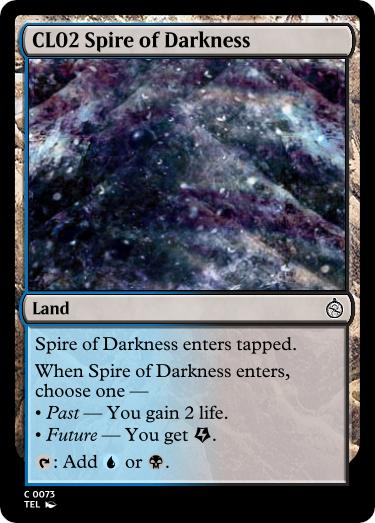 CL02 Spire of Darkness
Land
Spire of Darkness enters tapped.
When Spire of Darkness enters,
choose one —
• Past — You gain 2 life.
• Future — You get .
: Add or .
C 0073
TEL